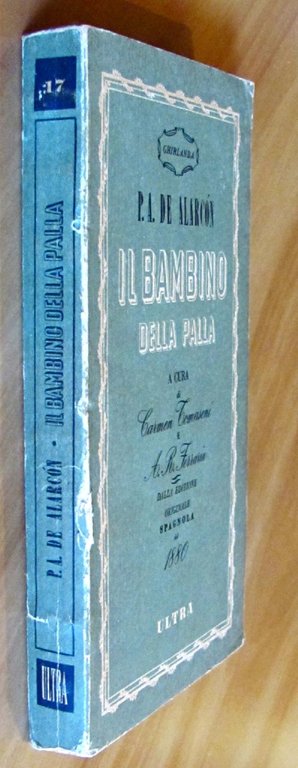 17
P. A. DE ALARCÓN • IL BAMBINO DELLA PALLA
ULTRA
GHIRLANDA
P. A. DE ALARCÓN
IL BAMBINO
DELLA PALLA
A CURA
di
Carmen Tomasone
E
A. R. Ferrarin
DALLA EDIZIONE
ORIGINALE
SPAGNOLA
del
1880
ULTRA